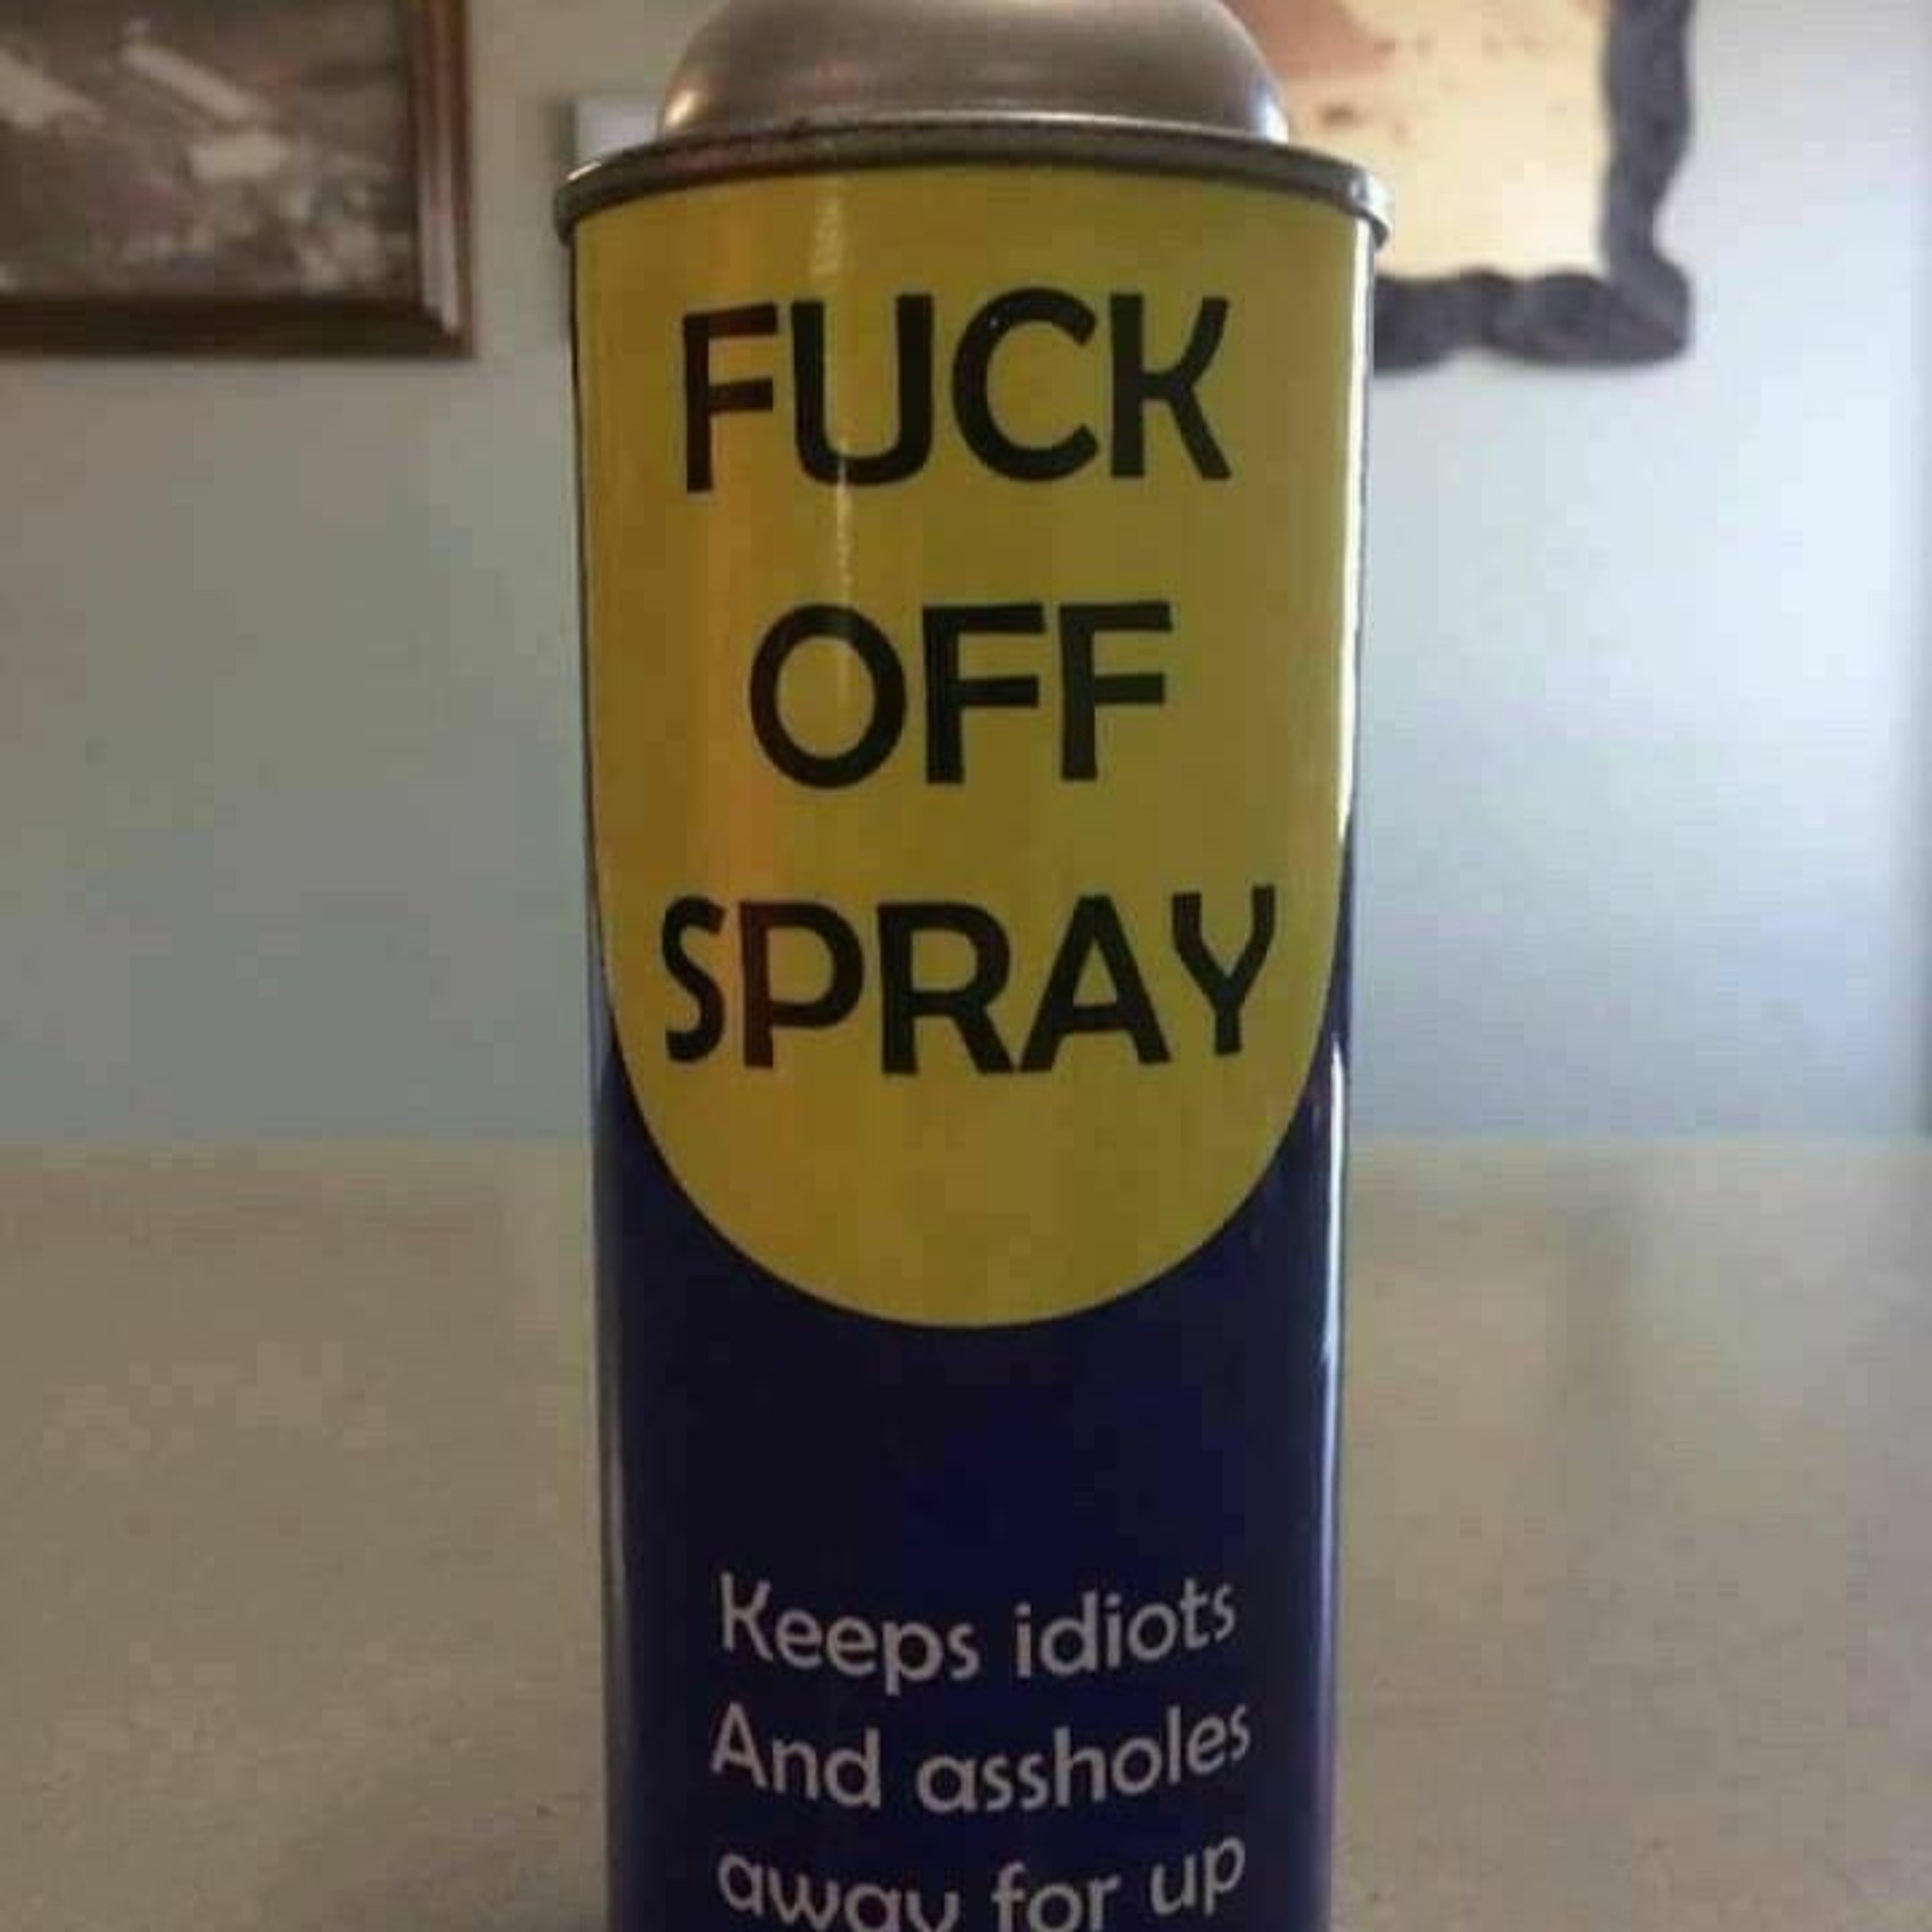 FUCK
OFF
SPRAY
Keeps idiots
And assholes
away for up